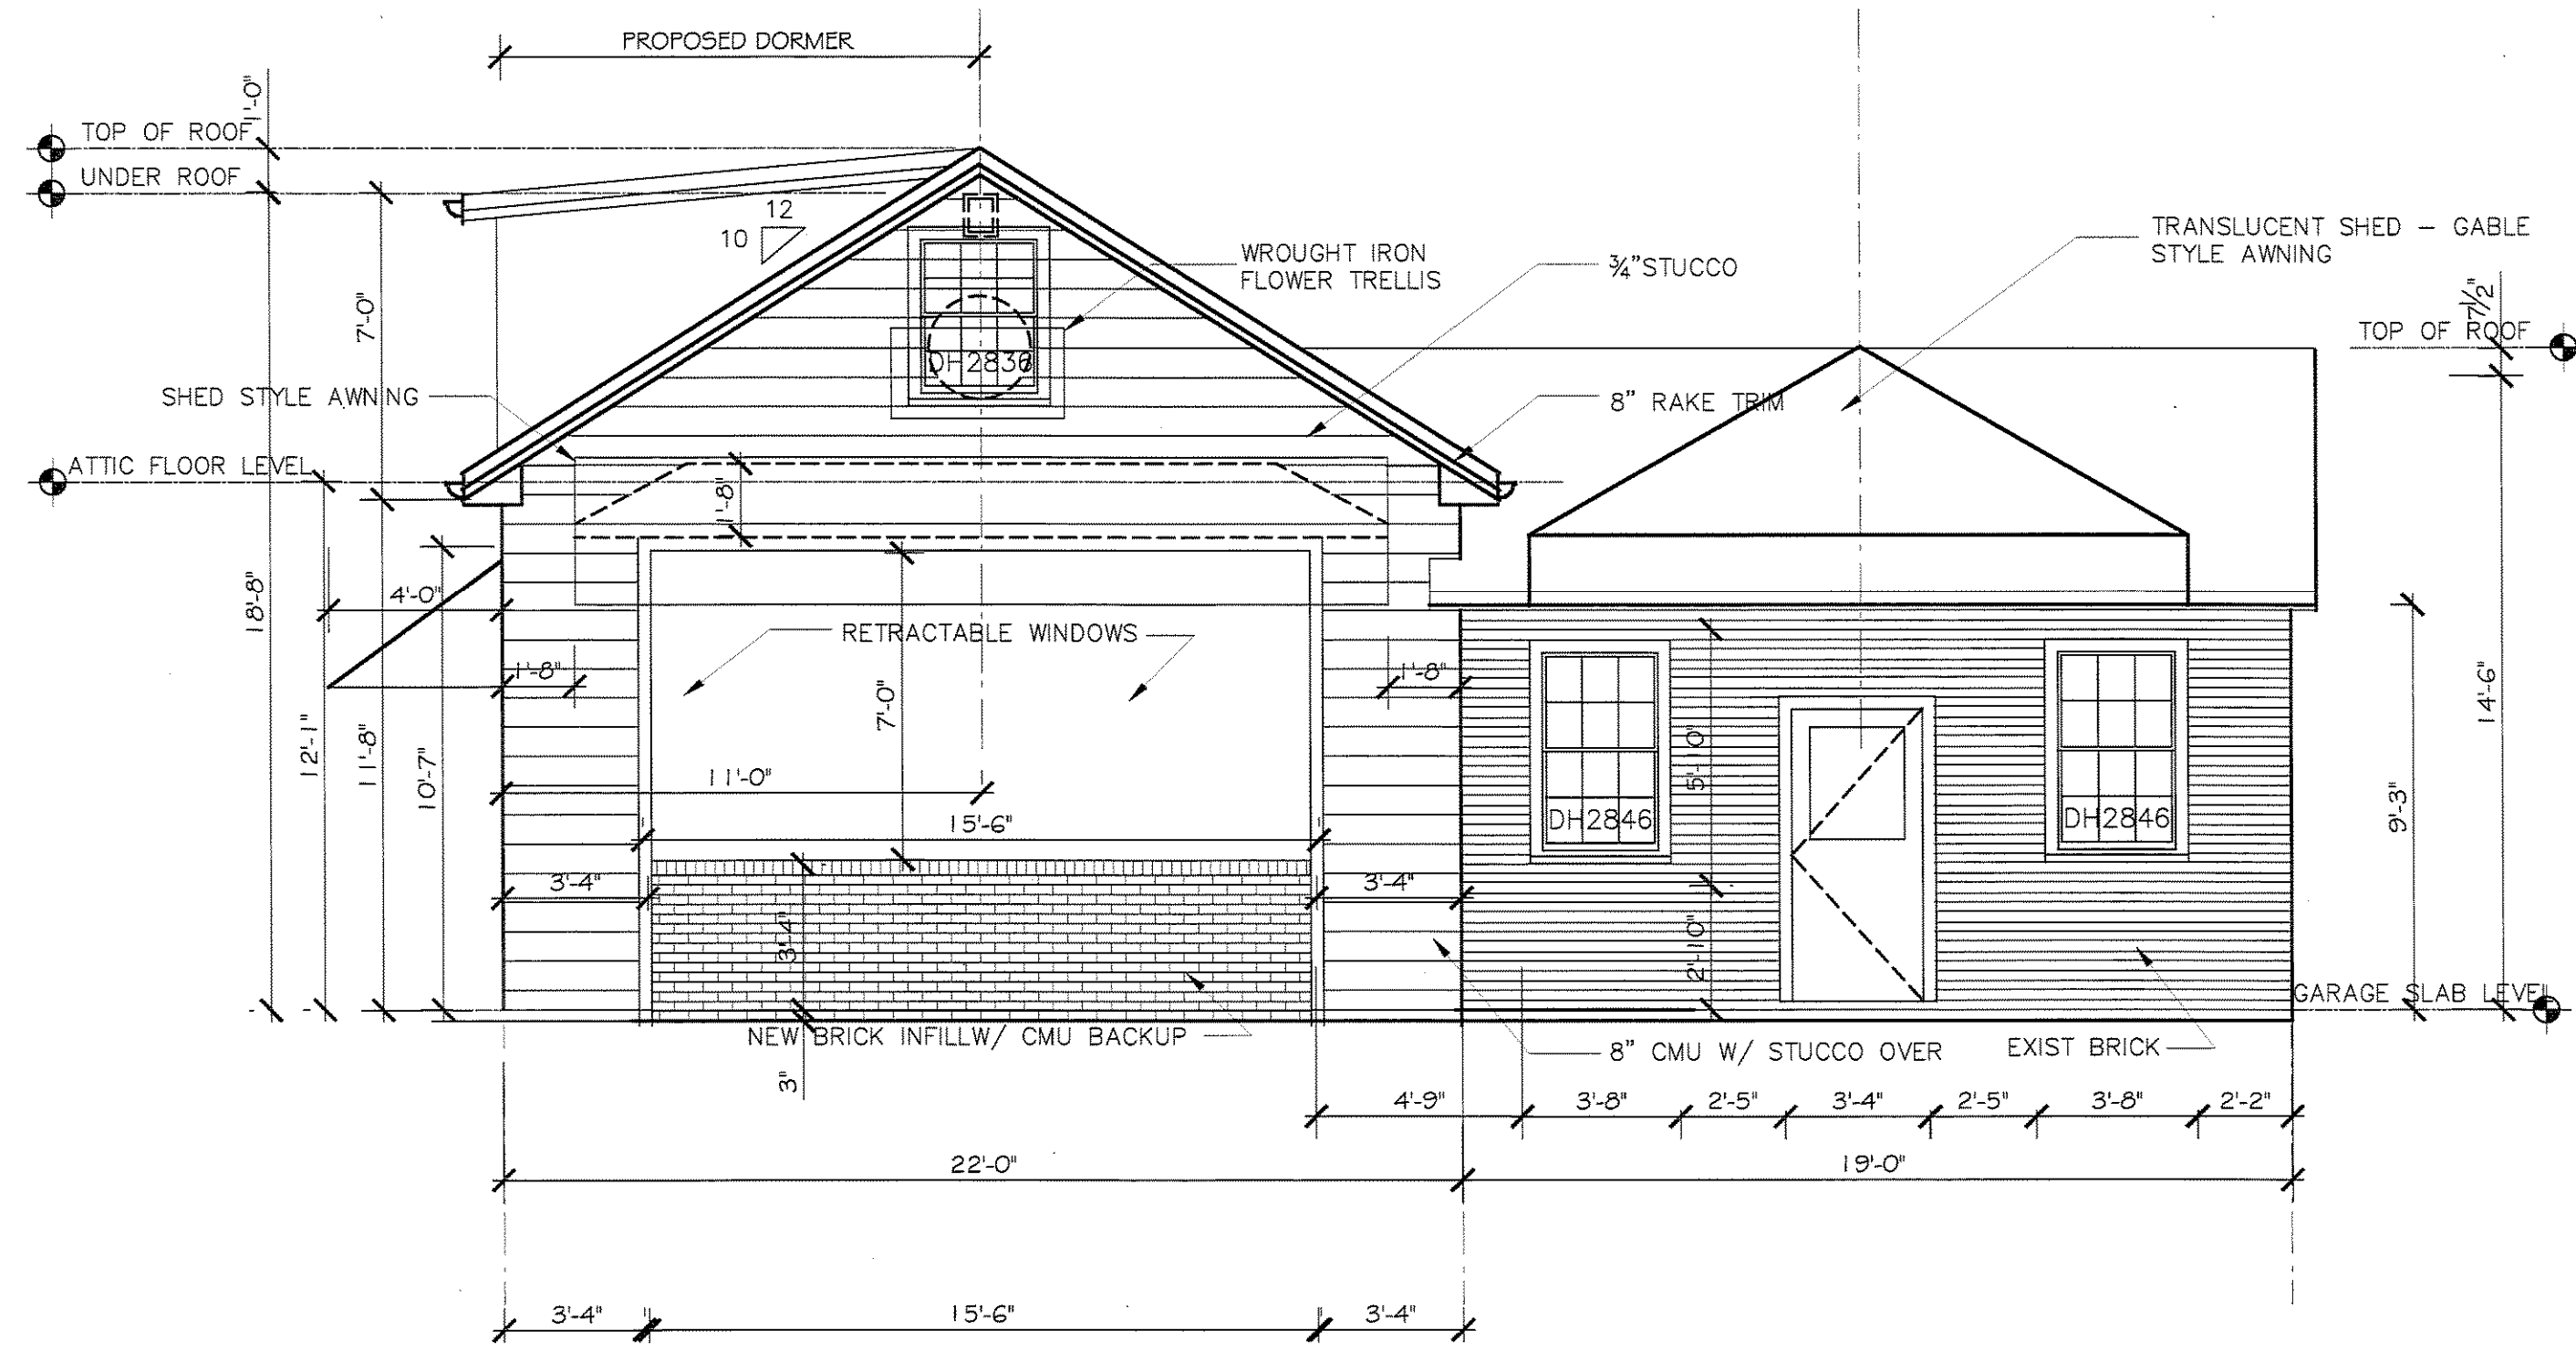 PROPOSED DORMER
1'-0"
TOP OF ROOF
UNDER ROOF
12
10
WROUGHT IRON
FLOWER TRELLIS
3/4" STUCCO
TRANSLUCENT SHED – GABLE
STYLE AWNING
7 1/2"
TOP OF ROOF
7'-0"
DH2836
SHED STYLE AWNING
8" RAKE TRIM
ATTIC FLOOR LEVEL
1'-8"
18'-8"
4'-0"
RETRACTABLE WINDOWS
1'-8"
1'-8"
7'-0"
14'-6"
12'-1"
11'-8"
10'-7"
11'-0"
5'-10"
9'-3"
15'-6"
DH2846
DH2846
3'-4"
3'-4"
3'-4"
2'-10"
GARAGE SLAB LEVEL
NEW BRICK INFILLW/ CMU BACKUP
8" CMU W/ STUCCO OVER
EXIST BRICK
3"
4'-9"
3'-8"
2'-5"
3'-4"
2'-5"
3'-8"
2'-2"
22'-0"
19'-0"
3'-4"
15'-6"
3'-4"